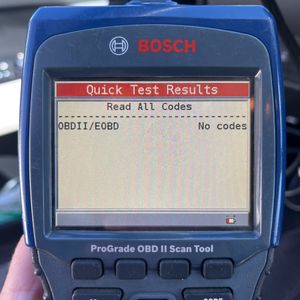 BOSCH
Quick Test Results
Read All Codes
OBDII/EOBD No codes
ProGrade OBD II Scan Tool